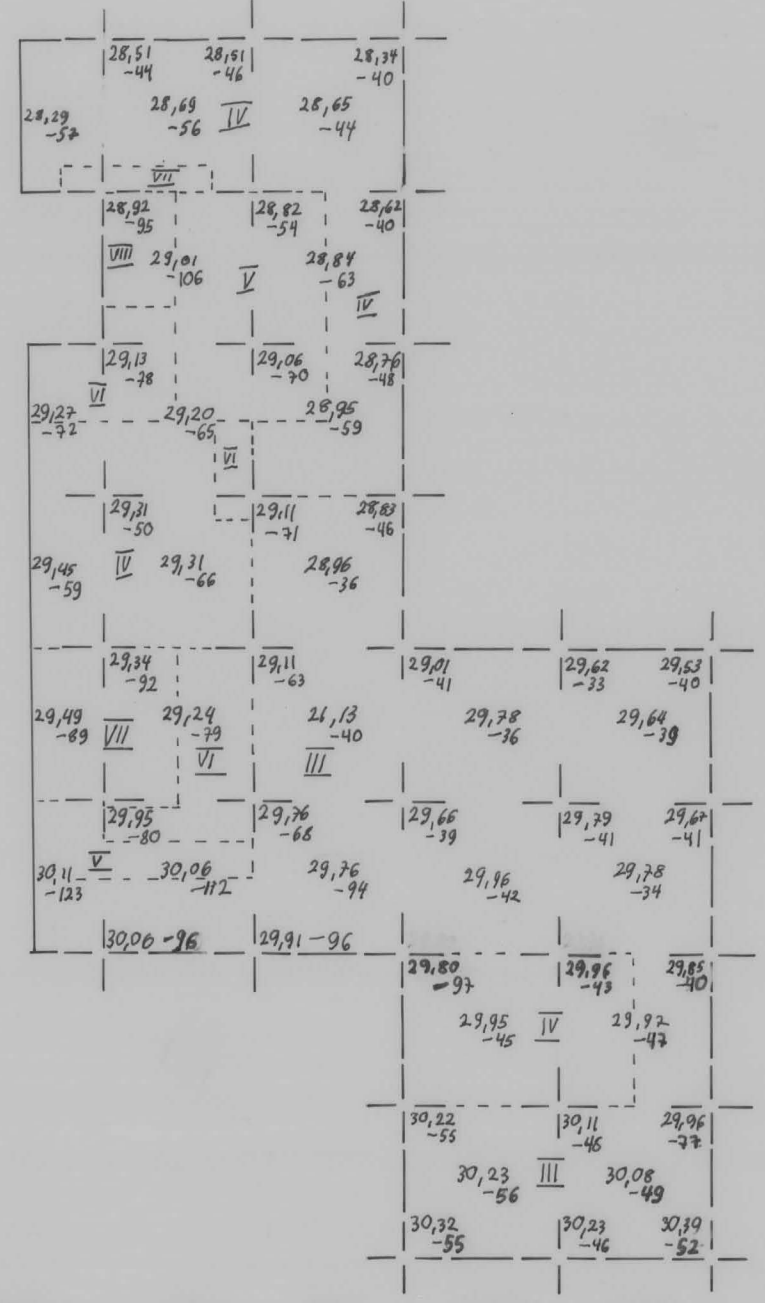 28,51 28,51 28,34
-44 -46 -40
28,29 28,69 IV 28,65
-57 -56 -44
VII
28,92 28,82 28,62
-95 -54 -40
VIII 29,01 V 28,84
-106 -63
IV
29,13 29,06 28,76
-78 -70 -48
VI
29,27 29,20 28,95
-72 -65 -59
VI
29,31 29,11 28,83
-50 -71 -46
29,45 IV 29,31 28,96
-59 -66 -36
29,34 29,11 29,01 29,62 29,53
-92 -63 -41 -33 -40
29,49 29,24 21,13 29,78 29,64
-89 VII -79 -40 -36 -39
VI III
29,95 29,76 29,66 29,79 29,67
-80 -68 -39 -41 -41
V
30,11 30,06 29,76 29,96 29,78
-123 -112 -94 -42 -34
30,06 -96 29,91 -96
29,80 29,96 29,85
-97 -43 -40
29,95 IV 29,92
-45 -47
30,22 30,11 29,96
-55 -46 -77
30,23 III 30,08
-56 -49
30,32 30,23 30,39
-55 -46 -52